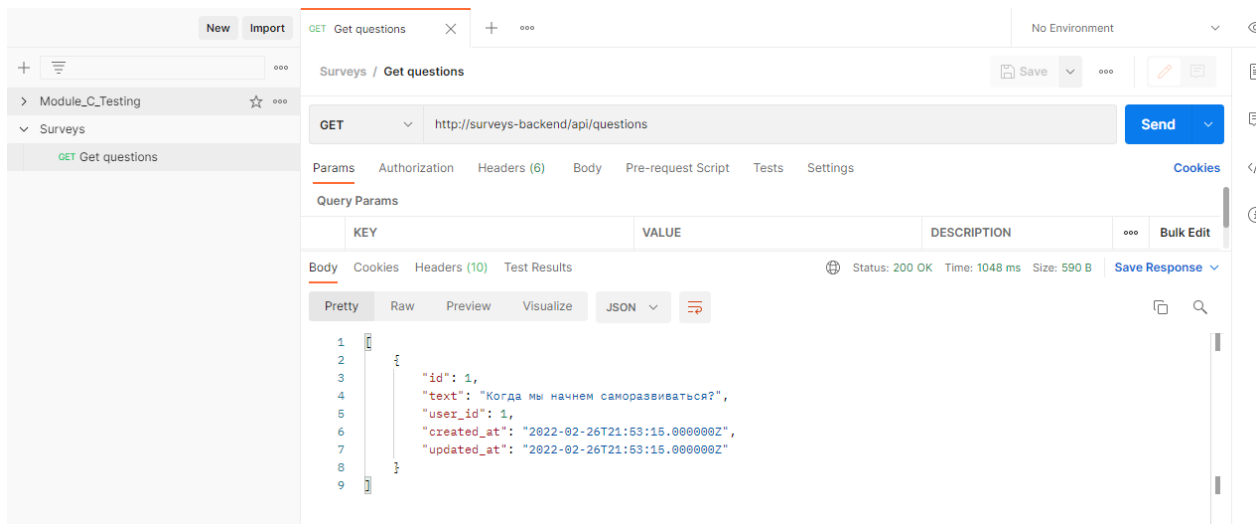 New Import GET Get questions No Environment
Surveys / Get questions Save
Module_C_Testing
Surveys
GET Get questions
GET http://surveys-backend/api/questions Send
Params Authorization Headers (6) Body Pre-request Script Tests Settings Cookies
Query Params
KEY VALUE DESCRIPTION Bulk Edit
Body Cookies Headers (10) Test Results Status: 200 OK Time: 1048 ms Size: 590 B Save Response
Pretty Raw Preview Visualize JSON
1 [
2 {
3 "id": 1,
4 "text": "Когда мы начнем саморазвиваться?",
5 "user_id": 1,
6 "created_at": "2022-02-26T21:53:15.000000Z",
7 "updated_at": "2022-02-26T21:53:15.000000Z"
8 }
9 ]